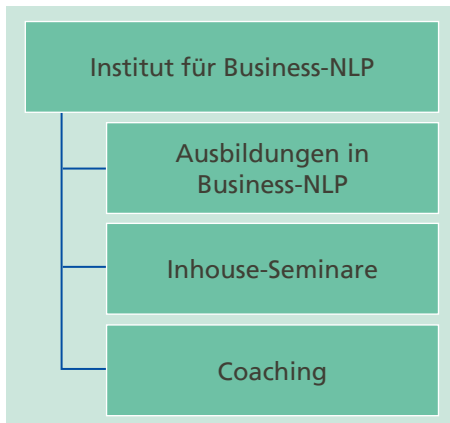 Institut für Business-NLP
Ausbildungen in
Business-NLP
Inhouse-Seminare
Coaching